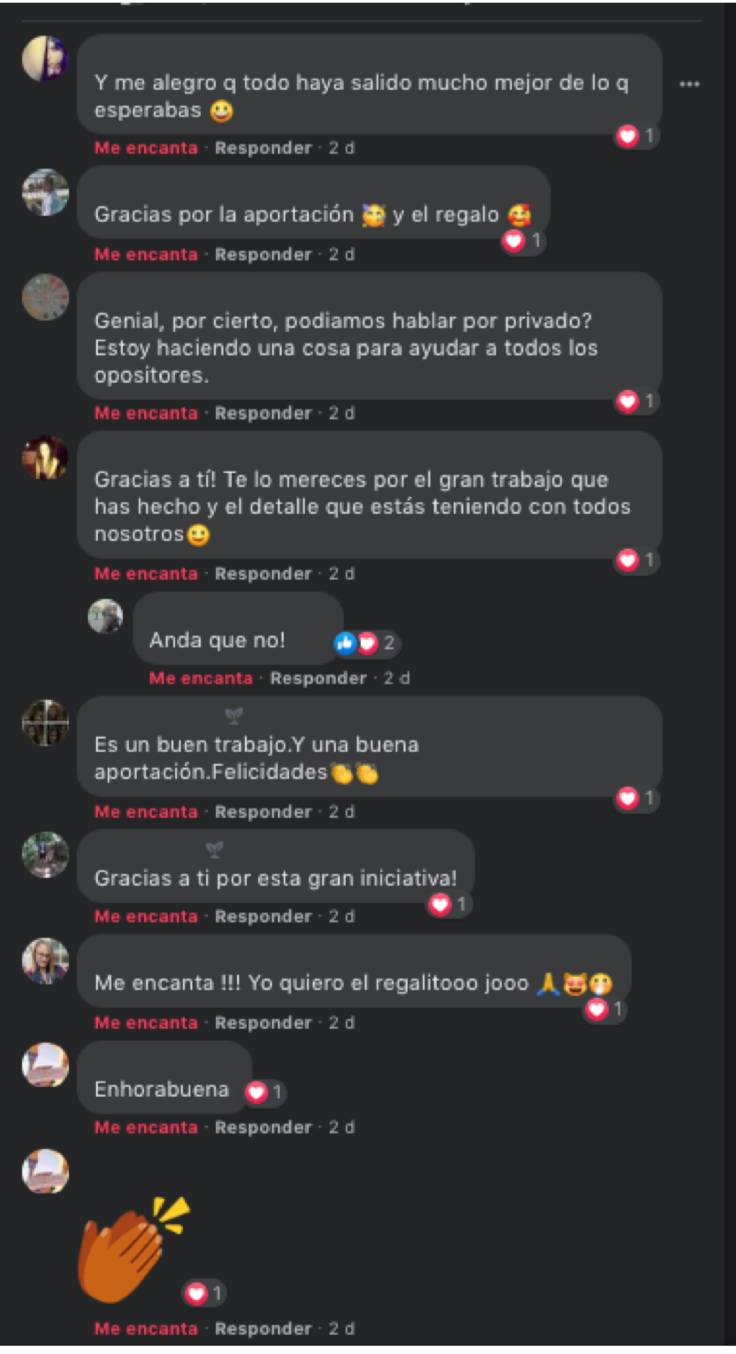 Y me alegro q todo haya salido mucho mejor de lo q
esperabas 😀
1
Me encanta · Responder · 2 d
Gracias por la aportación 🥳 y el regalo 🥰
1
Me encanta · Responder · 2 d
Genial, por cierto, podiamos hablar por privado?
Estoy haciendo una cosa para ayudar a todos los
opositores.
1
Me encanta · Responder · 2 d
Gracias a tí! Te lo mereces por el gran trabajo que
has hecho y el detalle que estás teniendo con todos
nosotros😀
1
Me encanta · Responder · 2 d
Anda que no!
2
Me encanta · Responder · 2 d
Es un buen trabajo.Y una buena
aportación.Felicidades👏👏
1
Me encanta · Responder · 2 d
Gracias a ti por esta gran iniciativa!
1
Me encanta · Responder · 2 d
Me encanta !!! Yo quiero el regalitooo jooo 🙏😻🤭
1
Me encanta · Responder · 2 d
Enhorabuena
1
Me encanta · Responder · 2 d
1
Me encanta · Responder · 2 d